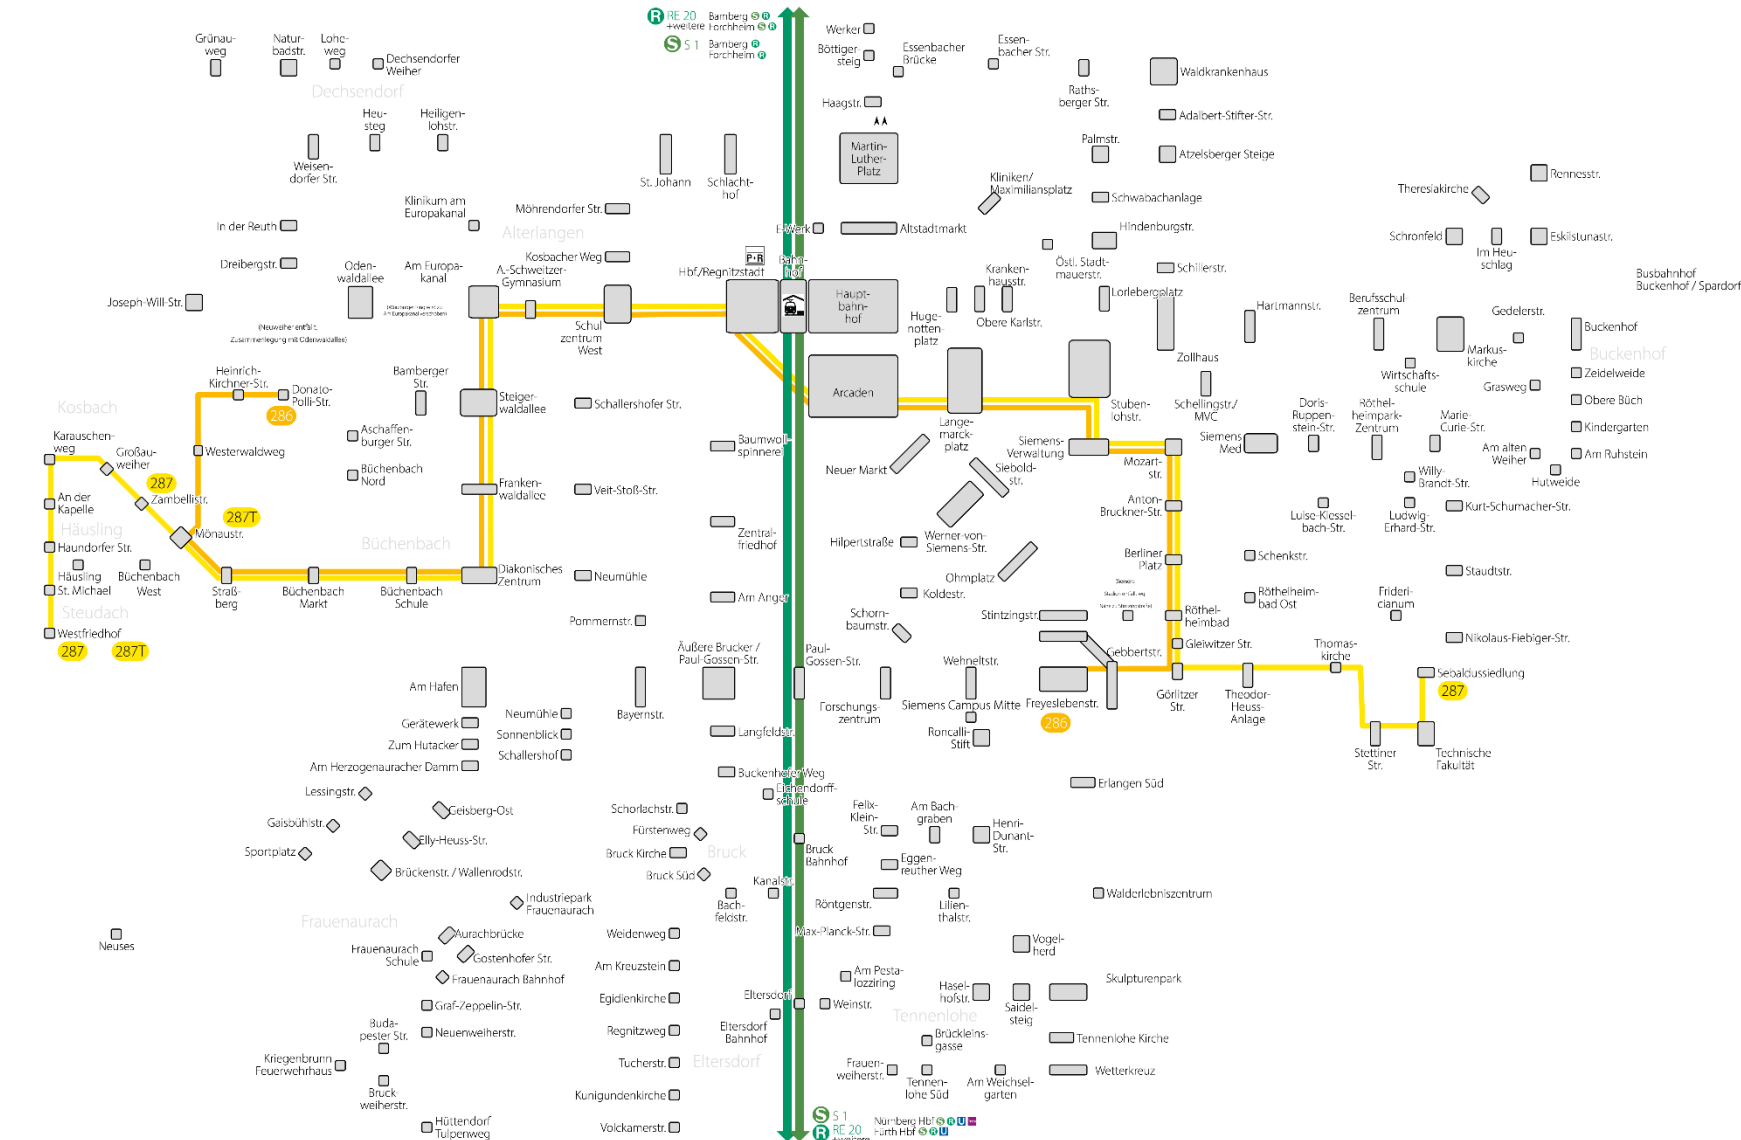 RE 20
+weitere
Bamberg S R
Forchheim S R
S 1
Bamberg R
Forchheim R
Grünau-
weg
Natur-
badstr.
Lohe-
weg
Dechsendorfer
Weiher
Dechsendorf
Heu-
steg
Heiligen-
lohstr.
Weisen-
dorfer Str.
St. Johann
Schlacht-
hof
Werker
Böttiger-
steig
Essenbacher
Brücke
Essen-
bacher Str.
Haagstr.
Martin-
Luther-
Platz
Raths-
berger Str.
Waldkrankenhaus
Adalbert-Stifter-Str.
Palmstr.
Atzelsberger Steige
Kliniken/
Maximiliansplatz
Schwabachanlage
Theresiakirche
Rennesstr.
In der Reuth
Klinikum am
Europakanal
Möhrendorfer Str.
Alterlangen
Kosbacher Weg
E-Werk
Altstadtmarkt
Hindenburgstr.
Östl. Stadt-
mauerstr.
Schillerstr.
Schronfeld
Im Heu-
schlag
Eskilstunastr.
Dreibergstr.
Oden-
waldallee
Am Europa-
kanal
A.-Schweitzer-
Gymnasium
P+R
Hbf./Regnitzstadt
Bahn-
hof
Haupt-
bahn-
hof
Kranken-
hausstr.
Lorlebergplatz
Busbahnhof
Buckenhof / Spardorf
Joseph-Will-Str.
(Neuweiher entfällt.
Zusammenlegung mit Odenwaldallee)
Schul
zentrum
West
Huge-
notten-
platz
Obere Karlstr.
Hartmannstr.
Berufsschul
zentrum
Gedelerstr.
Buckenhof
Buckenhof
Zollhaus
Markus-
kirche
Wirtschafts-
schule
Zeidelweide
Grasweg
Obere Büch
Heinrich-
Kirchner-Str.
Donato-
Polli-Str.
286
Bamberger
Str.
Steiger-
waldallee
Schallershofer Str.
Arcaden
Lange-
marck-
platz
Stuben-
lohstr.
Schellingstr./
MVC
Doris-
Ruppen-
stein-Str.
Röthel-
heimpark-
Zentrum
Marie-
Curie-Str.
Kindergarten
Kosbach
Karauschen-
weg
Großau-
weiher
Westerwaldweg
Aschaffen-
burger Str.
Büchenbach
Nord
Baumwoll-
spinnerei
Neuer Markt
Siebold-
str.
Siemens-
Verwaltung
Mozart-
str.
Siemens
Med
Am alten
Weiher
Am Ruhstein
Hutweide
287
Zambellistr.
An der
Kapelle
287T
Franken-
waldallee
Veit-Stoß-Str.
Anton-
Bruckner-Str.
Willy-
Brandt-Str.
Luise-Kiessel-
bach-Str.
Ludwig-
Erhard-Str.
Kurt-Schumacher-Str.
Häusling
Mönaustr.
Haundorfer Str.
Büchenbach
Zentral-
friedhof
Hilpertstraße
Werner-von-
Siemens-Str.
Berliner
Platz
Schenkstr.
Häusling
St. Michael
Büchenbach
West
Straß-
berg
Büchenbach
Markt
Büchenbach
Schule
Diakonisches
Zentrum
Neumühle
Am Anger
Ohmplatz
Koldestr.
Röthelheim-
bad Ost
Staudtstr.
Frideri-
cianum
Steudach
Westfriedhof
287
287T
Pommernstr.
Schorn-
baumstr.
Stintzingstr.
Röthel-
heimbad
Gleiwitzer Str.
Thomas-
kirche
Nikolaus-Fiebiger-Str.
Äußere Brucker /
Paul-Gossen-Str.
Paul-
Gossen-Str.
Wehneltstr.
Gebbertstr.
Sebaldussiedlung
287
Am Hafen
Bayernstr.
Forschungs-
zentrum
Siemens Campus Mitte
Freyeslebenstr.
286
Görlitzer
Str.
Theodor-
Heuss-
Anlage
Neumühle
Gerätewerk
Sonnenblick
Zum Hutacker
Schallershof
Am Herzogenauracher Damm
Langfeldstr.
Roncalli-
Stift
Stettiner
Str.
Technische
Fakultät
Buckenhofer Weg
Eichendorff-
schule
Erlangen Süd
Lessingstr.
Geisberg-Ost
Schorlachstr.
Felix-
Klein-
Str.
Am Bach-
graben
Henri-
Dunant-
Str.
Gaisbühlstr.
Elly-Heuss-Str.
Fürstenweg
Sportplatz
Bruck Kirche
Bruck
Bruck
Bahnhof
Eggen-
reuther Weg
Brückenstr. / Wallenrodstr.
Bruck Süd
Kanalstr.
Bach-
feldstr.
Röntgenstr.
Lilien-
thalstr.
Walderlebniszentrum
Industriepark
Frauenaurach
Frauenaurach
Neuses
Aurachbrücke
Weidenweg
Max-Planck-Str.
Vogel-
herd
Frauenaurach
Schule
Gostenhofer Str.
Am Kreuzstein
Am Pesta-
lozziring
Skulpturenpark
Frauenaurach Bahnhof
Egidienkirche
Eltersdorf
Weinstr.
Hasel-
hofstr.
Saidel-
steig
Graf-Zeppelin-Str.
Eltersdorf
Bahnhof
Tennenlohe
Buda-
pester Str.
Neuenweiherstr.
Regnitzweg
Brückleins-
gasse
Tennenlohe Kirche
Kriegenbrunn
Feuerwehrhaus
Tucherstr.
Eltersdorf
Frauen-
weiherstr.
Tennen-
lohe Süd
Am Weichsel-
garten
Wetterkreuz
Bruck-
weiherstr.
Kunigundenkirche
Hüttendorf
Tulpenweg
Volckamerstr.
S 1
RE 20
+weitere
Nürnberg Hbf S R U
Fürth Hbf S R U